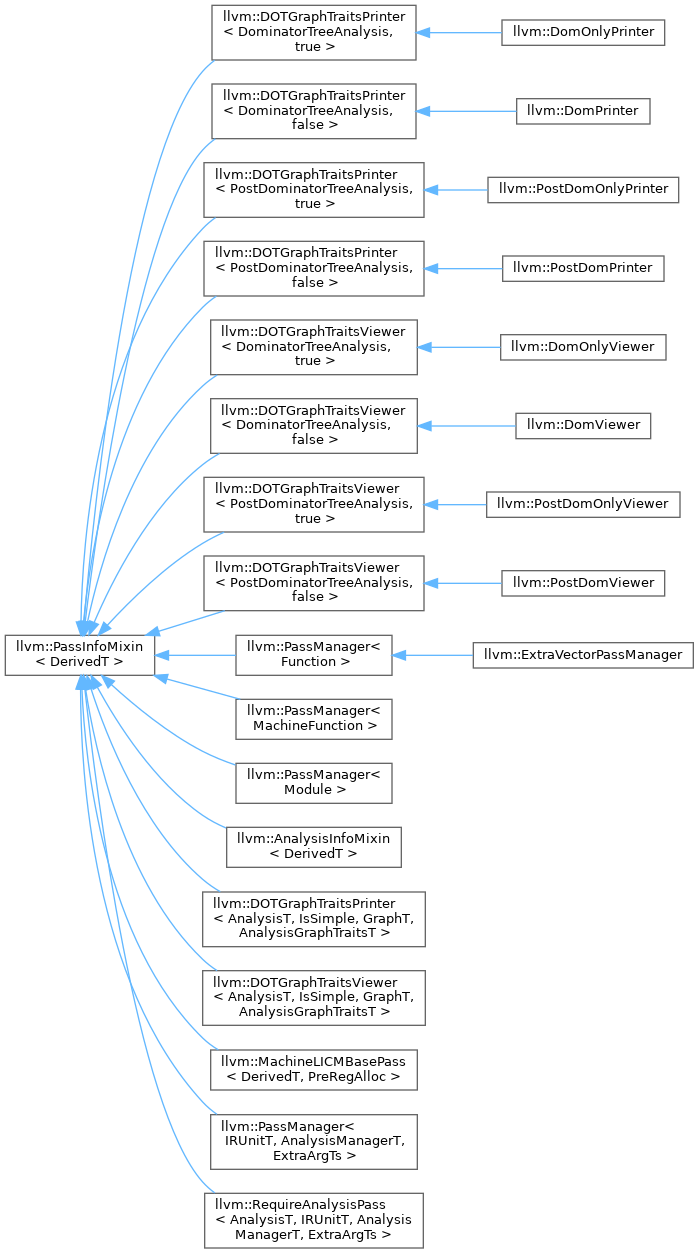 llvm::DOTGraphTraitsPrinter
< DominatorTreeAnalysis,
true >
llvm::DomOnlyPrinter
llvm::DOTGraphTraitsPrinter
< DominatorTreeAnalysis,
false >
llvm::DomPrinter
llvm::DOTGraphTraitsPrinter
< PostDominatorTreeAnalysis,
true >
llvm::PostDomOnlyPrinter
llvm::DOTGraphTraitsPrinter
< PostDominatorTreeAnalysis,
false >
llvm::PostDomPrinter
llvm::DOTGraphTraitsViewer
< DominatorTreeAnalysis,
true >
llvm::DomOnlyViewer
llvm::DOTGraphTraitsViewer
< DominatorTreeAnalysis,
false >
llvm::DomViewer
llvm::DOTGraphTraitsViewer
< PostDominatorTreeAnalysis,
true >
llvm::PostDomOnlyViewer
llvm::DOTGraphTraitsViewer
< PostDominatorTreeAnalysis,
false >
llvm::PostDomViewer
llvm::PassInfoMixin
< DerivedT >
llvm::PassManager<
Function >
llvm::ExtraVectorPassManager
llvm::PassManager<
MachineFunction >
llvm::PassManager<
Module >
llvm::AnalysisInfoMixin
< DerivedT >
llvm::DOTGraphTraitsPrinter
< AnalysisT, IsSimple, GraphT,
AnalysisGraphTraitsT >
llvm::DOTGraphTraitsViewer
< AnalysisT, IsSimple, GraphT,
AnalysisGraphTraitsT >
llvm::MachineLICMBasePass
< DerivedT, PreRegAlloc >
llvm::PassManager<
IRUnitT, AnalysisManagerT,
ExtraArgTs >
llvm::RequireAnalysisPass
< AnalysisT, IRUnitT, Analysis
ManagerT, ExtraArgTs >